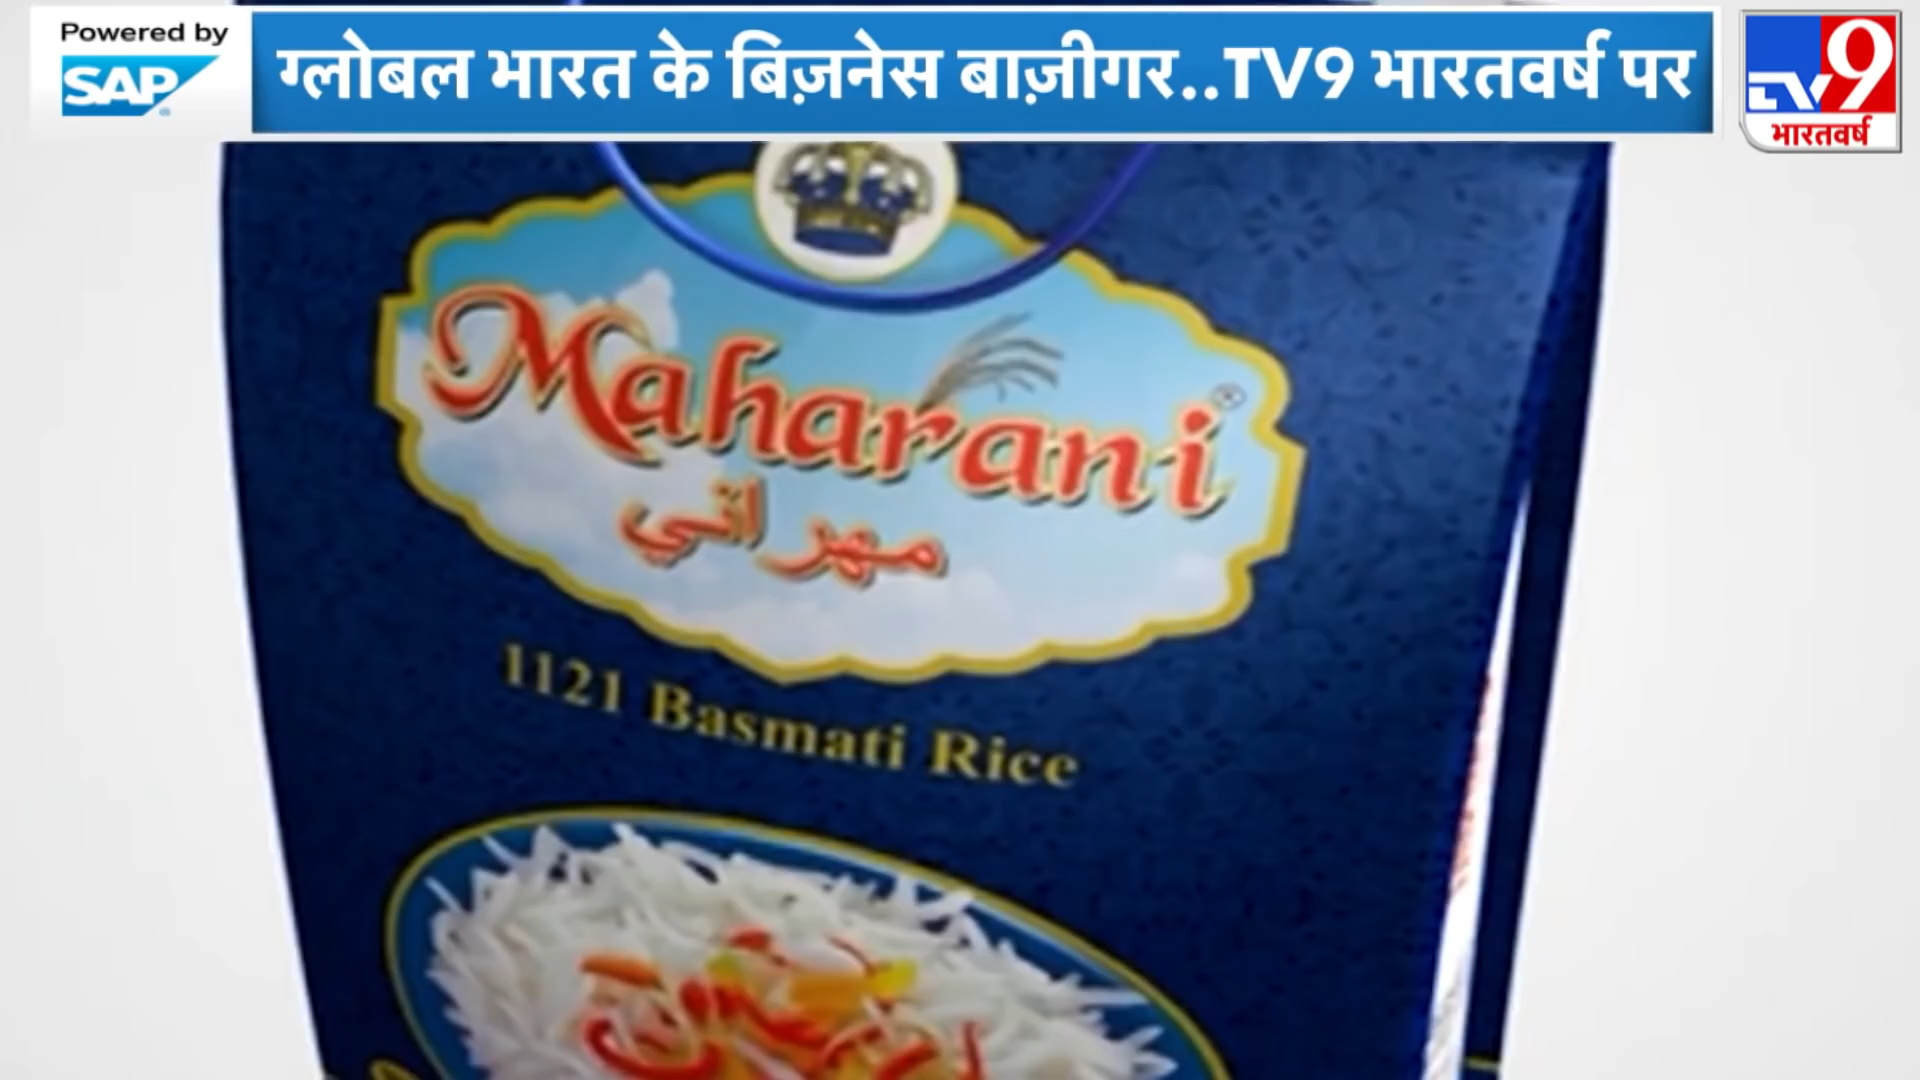 Powered by
SAP
ग्लोबल भारत के बिज़नेस बाज़ीगर..TV9 भारतवर्ष पर
TV9
भारतवर्ष
Maharani®
مهراني
1121 Basmati Rice